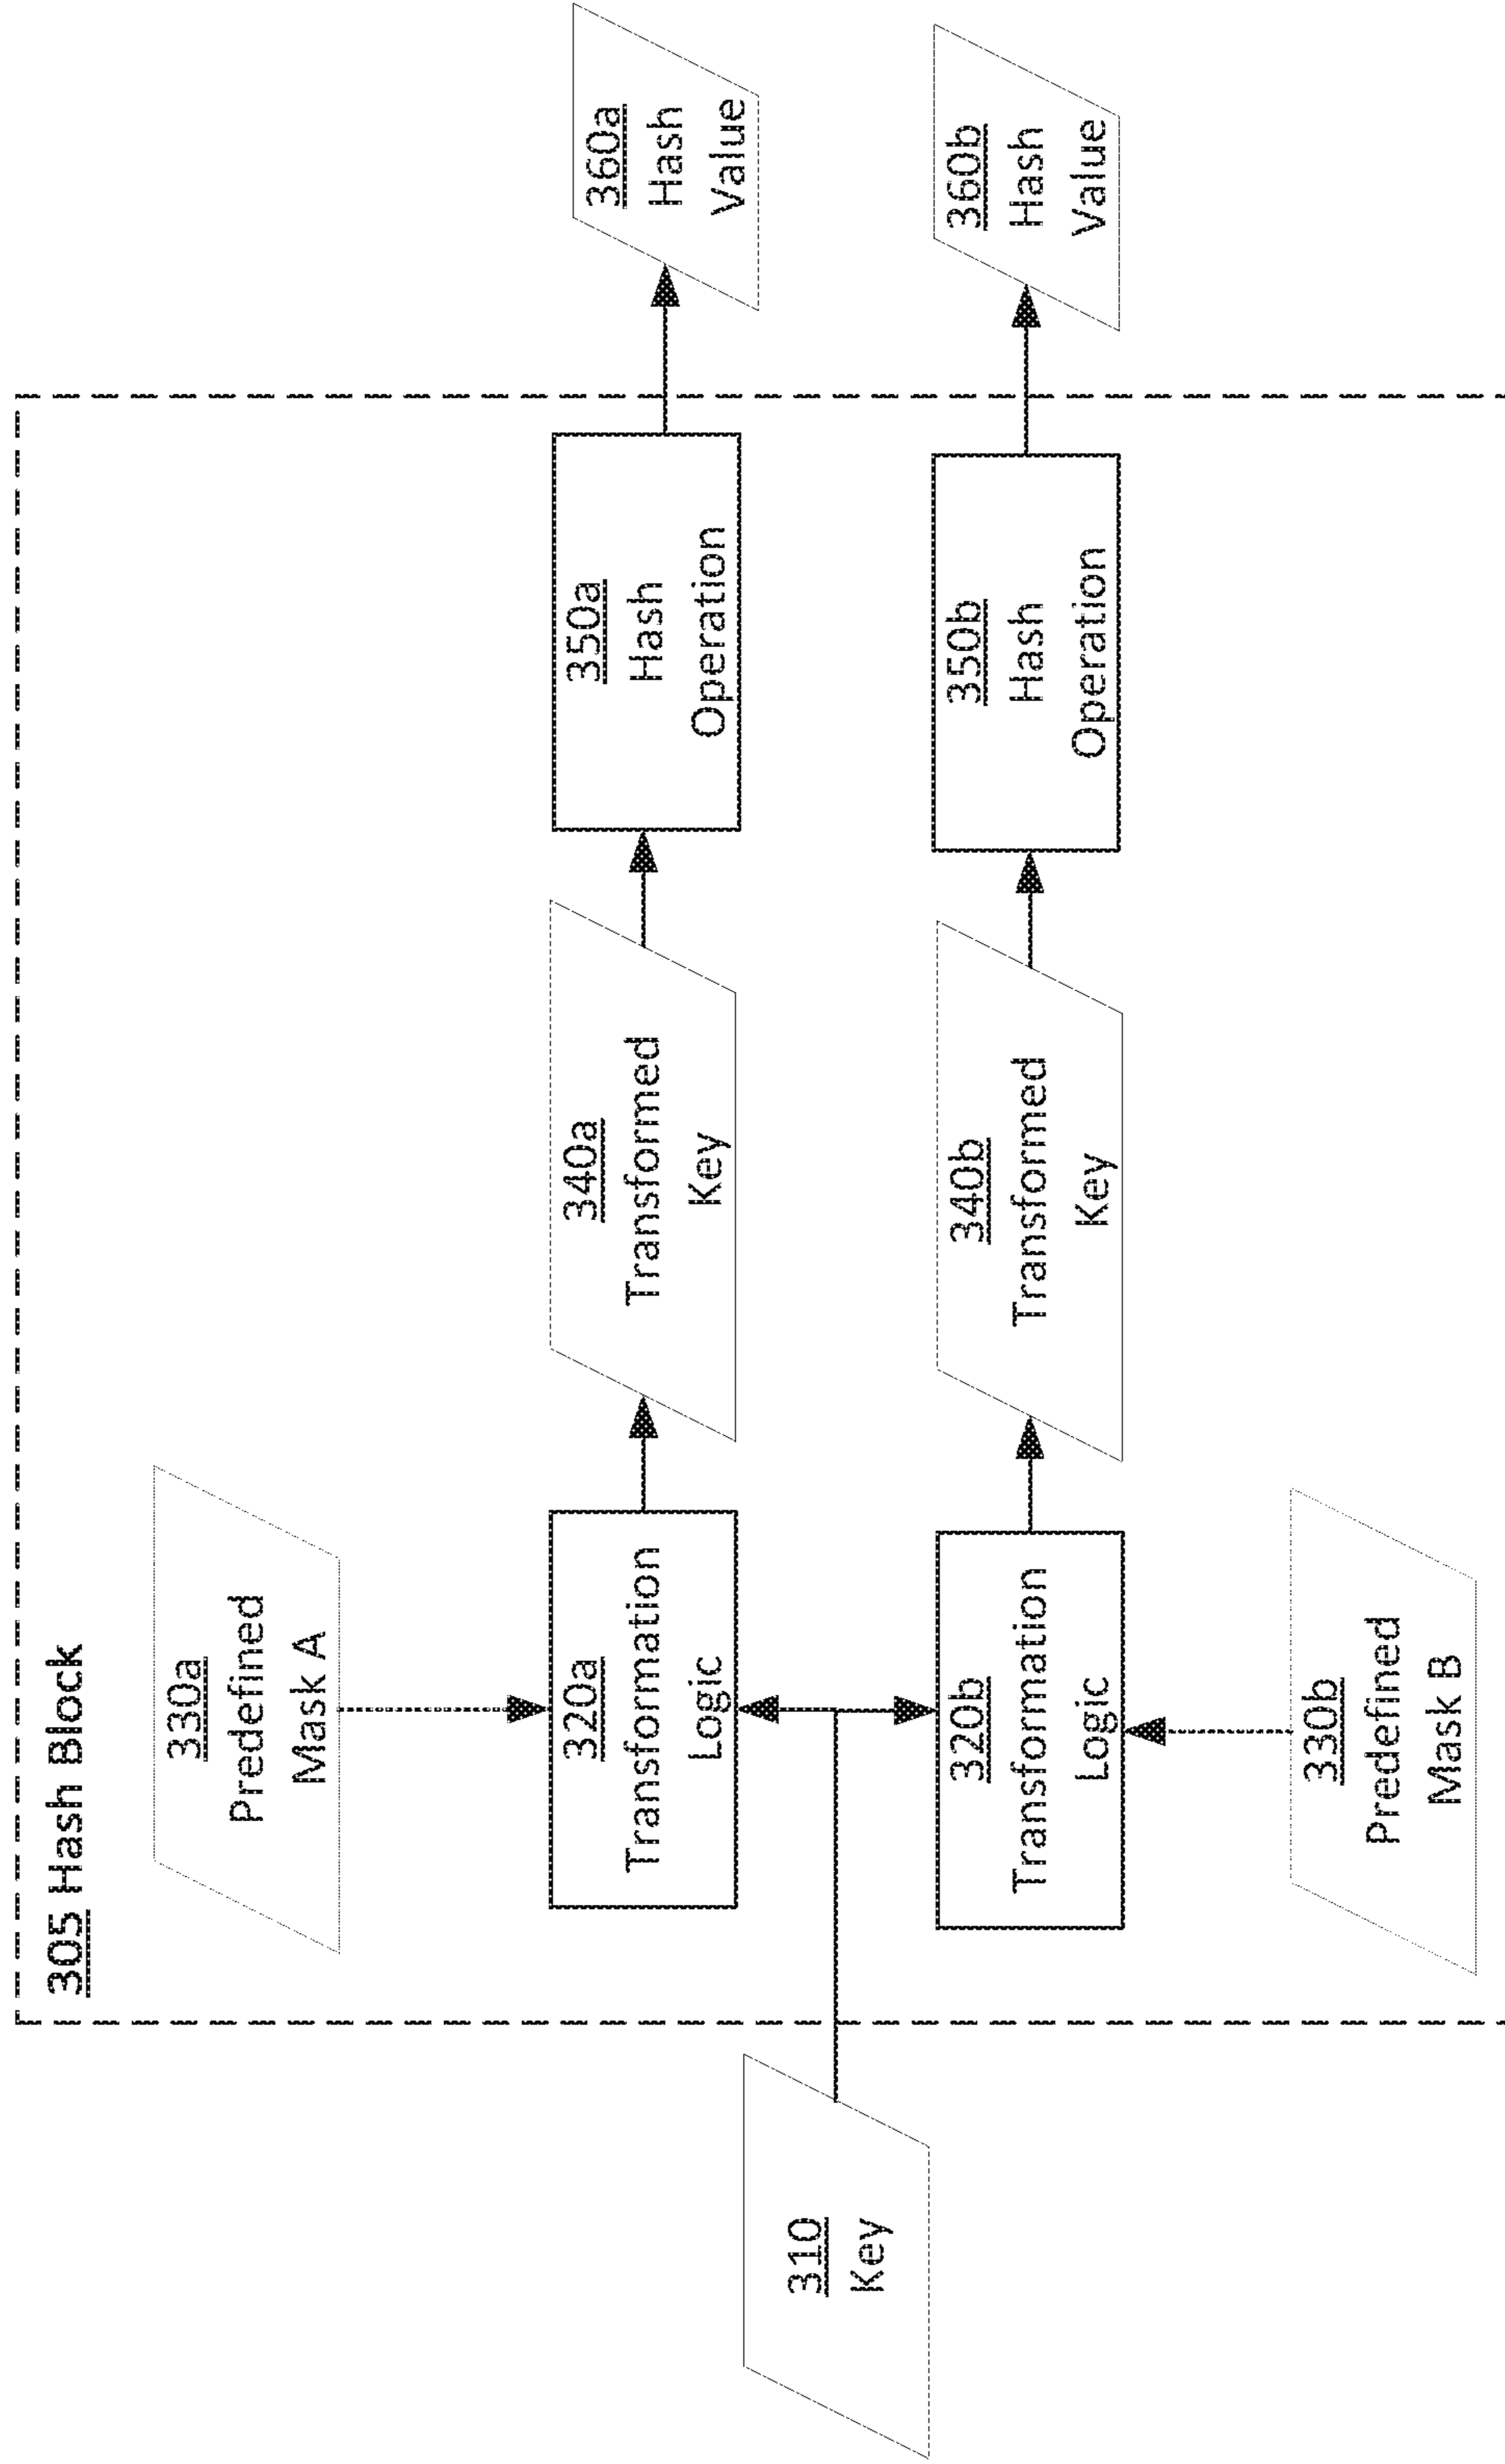 305 Hash Block
330a
Predefined
Mask A
310
Key
320a
Transformation
Logic
340a
Transformed
Key
350a
Hash
Operation
360a
Hash
Value
320b
Transformation
Logic
340b
Transformed
Key
350b
Hash
Operation
360b
Hash
Value
330b
Predefined
Mask B